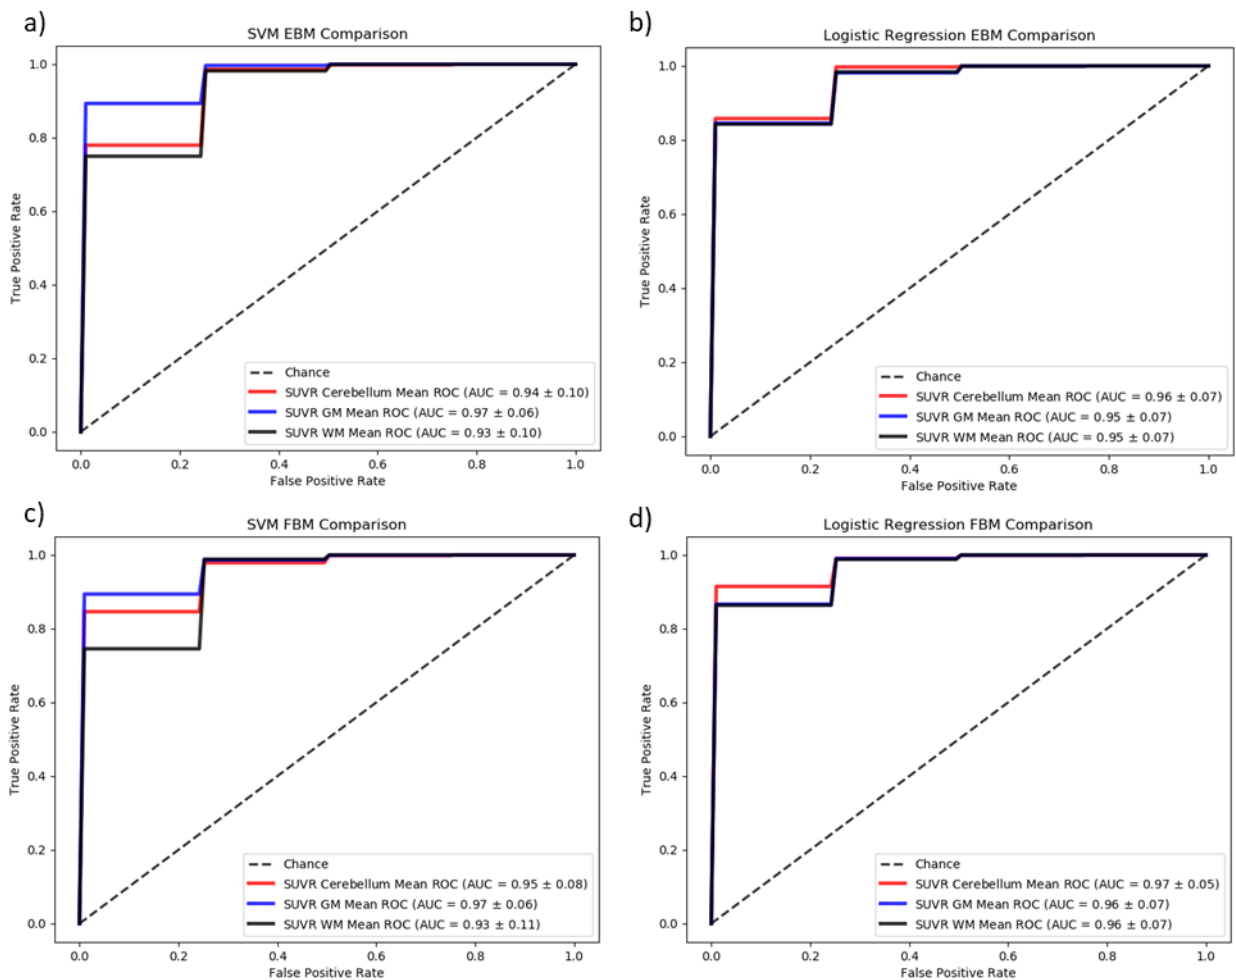 a)
SVM EBM Comparison
True Positive Rate
1.0
0.8
0.6
0.4
0.2
0.0
Chance
SUVR Cerebellum Mean ROC (AUC = 0.94 ± 0.10)
SUVR GM Mean ROC (AUC = 0.97 ± 0.06)
SUVR WM Mean ROC (AUC = 0.93 ± 0.10)
0.0 0.2 0.4 0.6 0.8 1.0
False Positive Rate
b)
Logistic Regression EBM Comparison
True Positive Rate
1.0
0.8
0.6
0.4
0.2
0.0
Chance
SUVR Cerebellum Mean ROC (AUC = 0.96 ± 0.07)
SUVR GM Mean ROC (AUC = 0.95 ± 0.07)
SUVR WM Mean ROC (AUC = 0.95 ± 0.07)
0.0 0.2 0.4 0.6 0.8 1.0
False Positive Rate
c)
SVM FBM Comparison
True Positive Rate
1.0
0.8
0.6
0.4
0.2
0.0
Chance
SUVR Cerebellum Mean ROC (AUC = 0.95 ± 0.08)
SUVR GM Mean ROC (AUC = 0.97 ± 0.06)
SUVR WM Mean ROC (AUC = 0.93 ± 0.11)
0.0 0.2 0.4 0.6 0.8 1.0
False Positive Rate
d)
Logistic Regression FBM Comparison
True Positive Rate
1.0
0.8
0.6
0.4
0.2
0.0
Chance
SUVR Cerebellum Mean ROC (AUC = 0.97 ± 0.05)
SUVR GM Mean ROC (AUC = 0.96 ± 0.07)
SUVR WM Mean ROC (AUC = 0.96 ± 0.07)
0.0 0.2 0.4 0.6 0.8 1.0
False Positive Rate